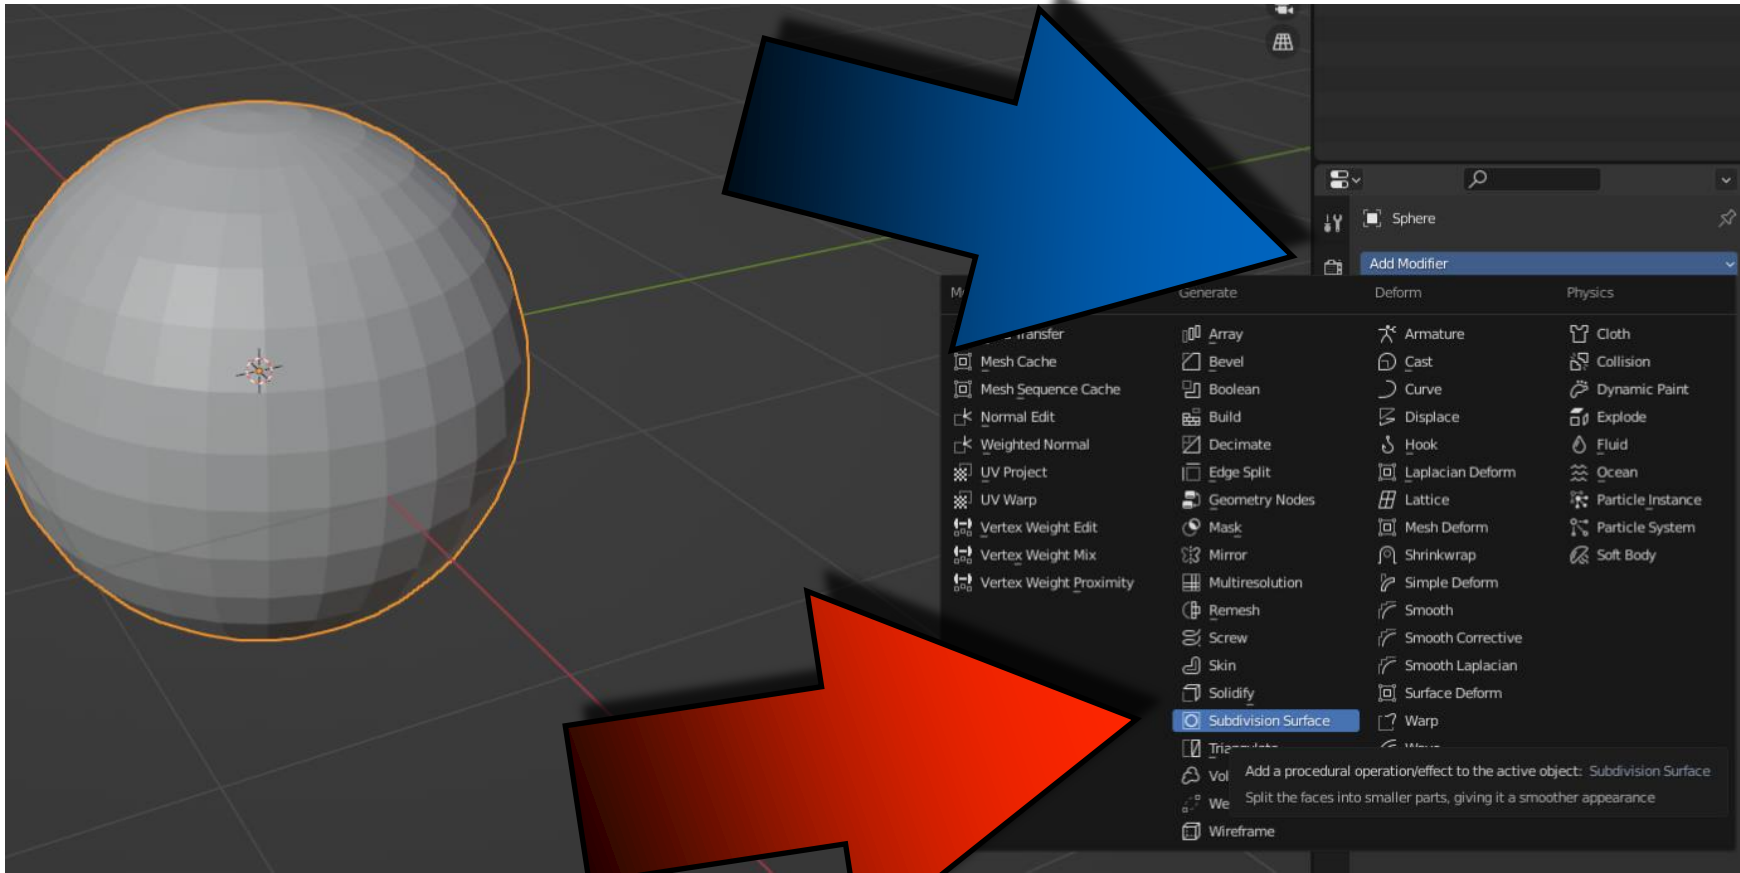 Sphere
Add Modifier
Generate
Deform
Physics
Mesh Cache
Mesh Sequence Cache
Normal Edit
Weighted Normal
UV Project
UV Warp
Vertex Weight Edit
Vertex Weight Mix
Vertex Weight Proximity
Array
Bevel
Boolean
Build
Decimate
Edge Split
Geometry Nodes
Mask
Mirror
Multiresolution
Remesh
Screw
Skin
Solidify
Subdivision Surface
Wireframe
Armature
Cast
Curve
Displace
Hook
Laplacian Deform
Lattice
Mesh Deform
Shrinkwrap
Simple Deform
Smooth
Smooth Corrective
Smooth Laplacian
Surface Deform
Warp
Cloth
Collision
Dynamic Paint
Explode
Fluid
Ocean
Particle Instance
Particle System
Soft Body
Add a procedural operation/effect to the active object: Subdivision Surface
Split the faces into smaller parts, giving it a smoother appearance